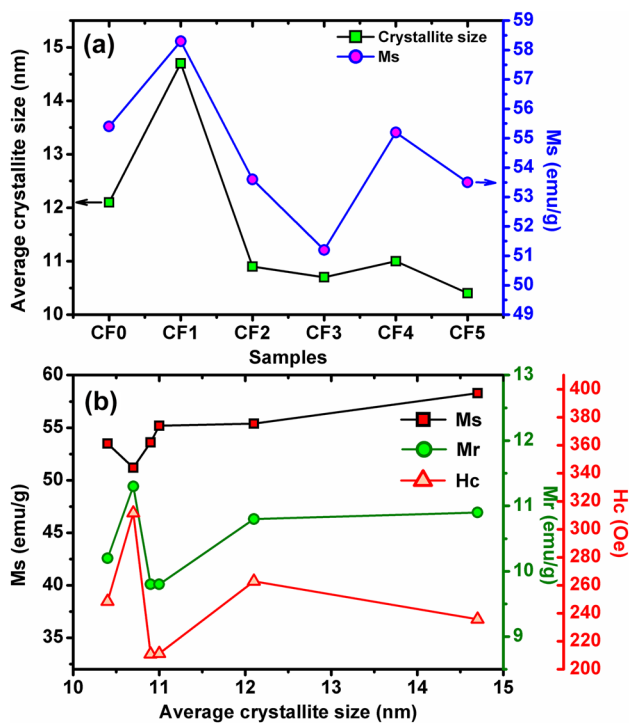 (a)
Crystallite size
Ms
Average crystallite size (nm)
15
14
13
12
11
10
Ms (emu/g)
59
58
57
56
55
54
53
52
51
50
49
CF0 CF1 CF2 CF3 CF4 CF5
Samples
(b)
Ms
Mr
Hc
Ms (emu/g)
60
55
50
45
40
35
Mr (emu/g)
13
12
11
10
9
Hc (Oe)
400
380
360
340
320
300
280
260
240
220
200
10 11 12 13 14 15
Average crystallite size (nm)